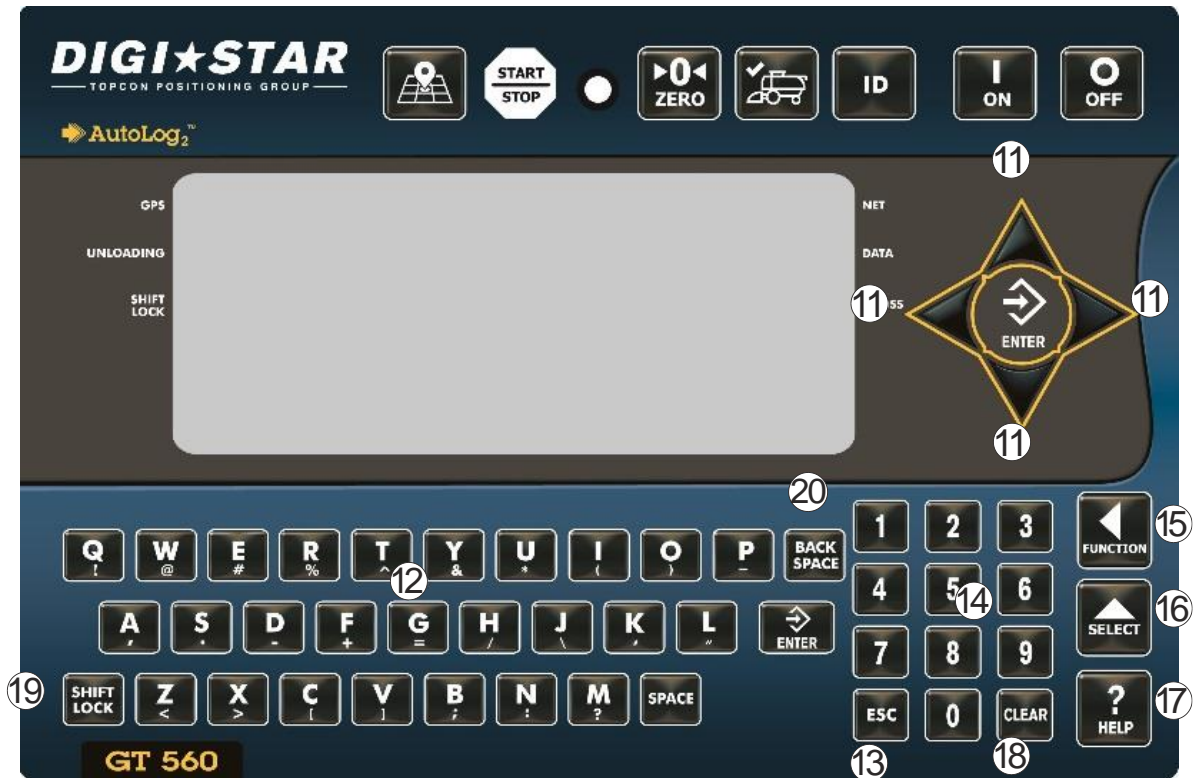 DIGI★STAR
TOPCON POSITIONING GROUP
AutoLog2™
START
STOP
0
ZERO
ID
I
ON
O
OFF
11
GPS
UNLOADING
SHIFT
LOCK
NET
DATA
11
SS
ENTER
11
11
20
Q ! W @ E # R % T ^ Y & U * I ( O ) P _ BACK SPACE
12
A , S . D - F + G = H / J \ K ' L " ENTER
19
SHIFT LOCK Z < X > C [ V ] B ; N : M ? SPACE
1 2 3
4 5 6
14
7 8 9
ESC 0 CLEAR
13
18
FUNCTION
15
SELECT
16
?
HELP
17
GT 560